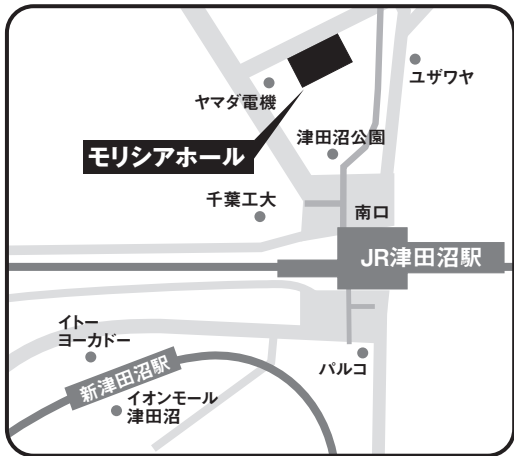 ユザワヤ
ヤマダ電機
津田沼公園
モリシアホール
千葉工大
南口
JR津田沼駅
イトー
ヨーカドー
パルコ
新津田沼駅
イオンモール
津田沼